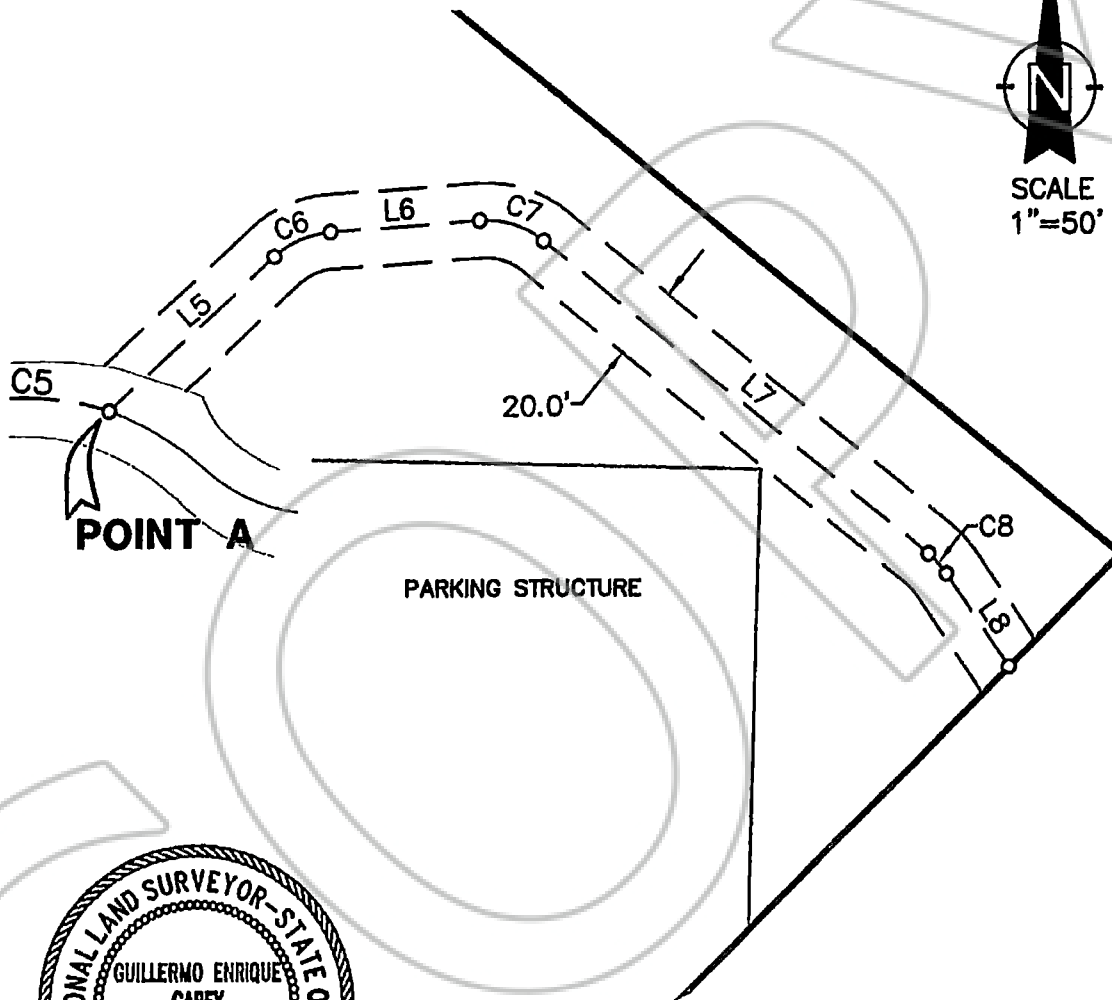 N
SCALE
1"=50'
C6
L6
C7
L5
C5
20.0'
L7
POINT A
C8
PARKING STRUCTURE
L8
LAND SURVEYOR-STATE
GUILLERMO ENRIQUE